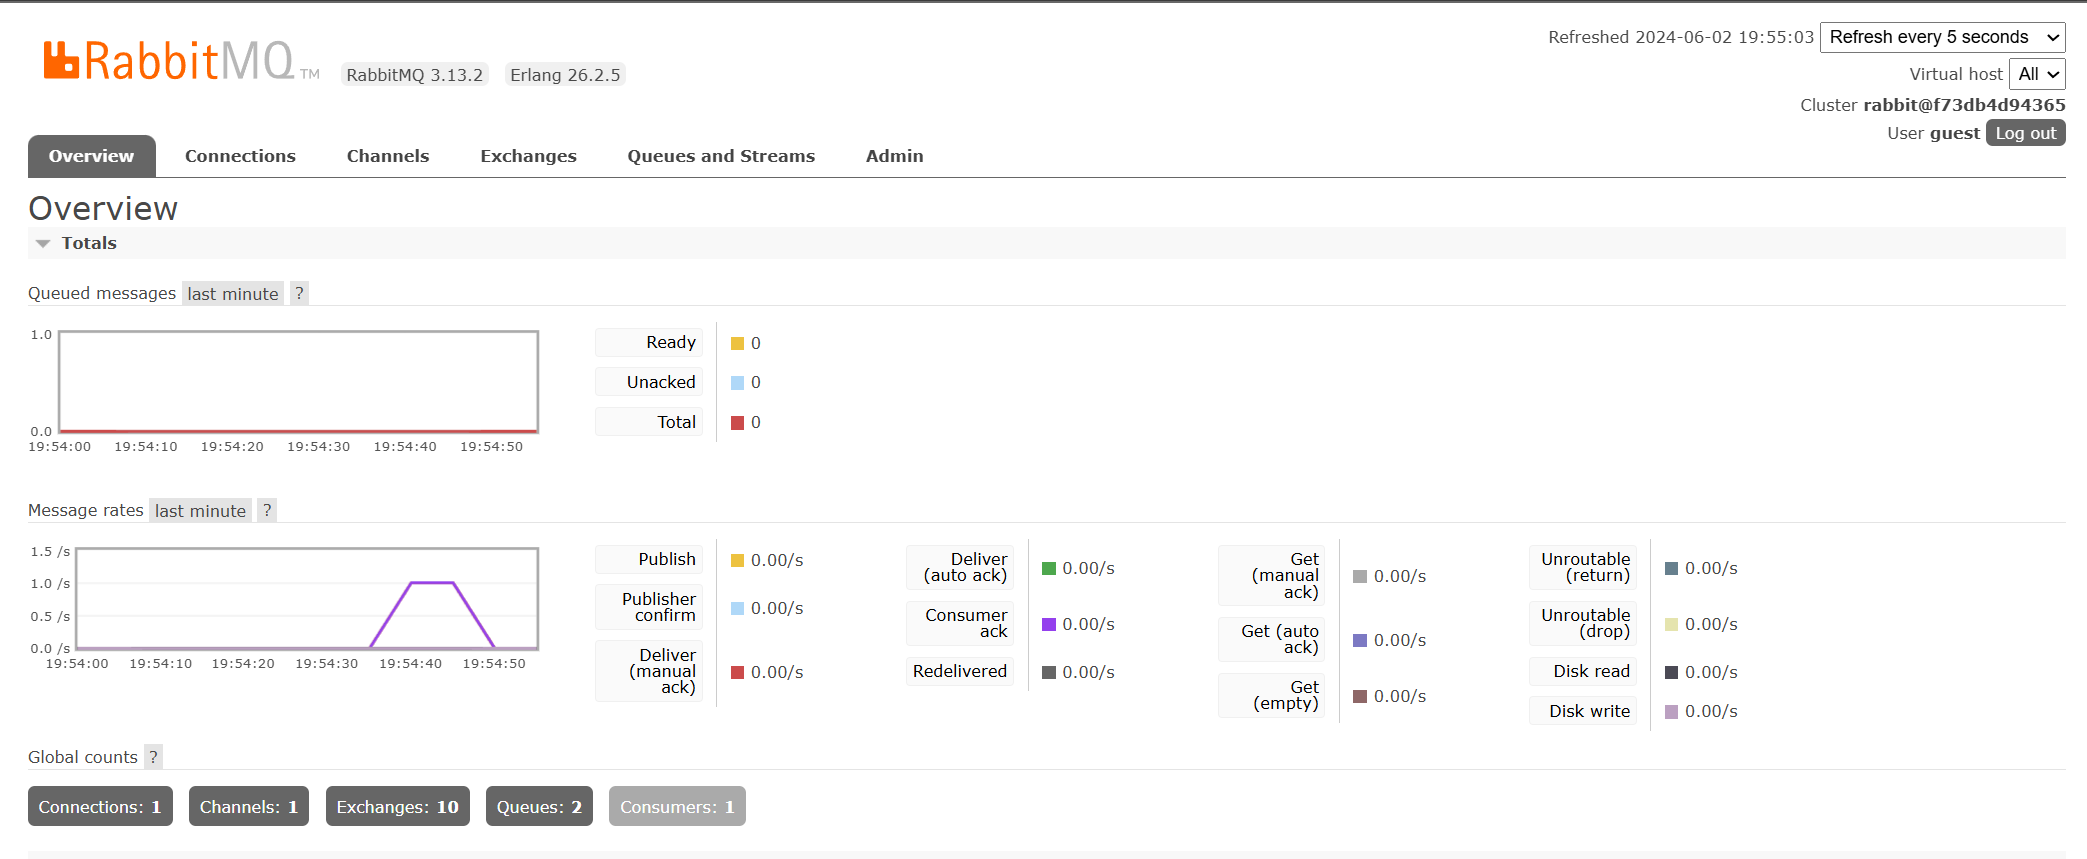 Refreshed 2024-06-02 19:55:03 Refresh every 5 seconds
RabbitMQ TM RabbitMQ 3.13.2 Erlang 26.2.5
Virtual host All
Cluster rabbit@f73db4d94365
User guest Log out
Overview Connections Channels Exchanges Queues and Streams Admin
Overview
Totals
Queued messages last minute ?
1.0
0.0
19:54:00 19:54:10 19:54:20 19:54:30 19:54:40 19:54:50
Ready 0
Unacked 0
Total 0
Message rates last minute ?
1.5 /s
1.0 /s
0.5 /s
0.0 /s
19:54:00 19:54:10 19:54:20 19:54:30 19:54:40 19:54:50
Publish 0.00/s
Publisher
confirm 0.00/s
Deliver
(manual
ack) 0.00/s
Deliver
(auto ack) 0.00/s
Consumer
ack 0.00/s
Redelivered 0.00/s
Get
(manual
ack) 0.00/s
Get (auto
ack) 0.00/s
Get
(empty) 0.00/s
Unroutable
(return) 0.00/s
Unroutable
(drop) 0.00/s
Disk read 0.00/s
Disk write 0.00/s
Global counts ?
Connections: 1 Channels: 1 Exchanges: 10 Queues: 2 Consumers: 1